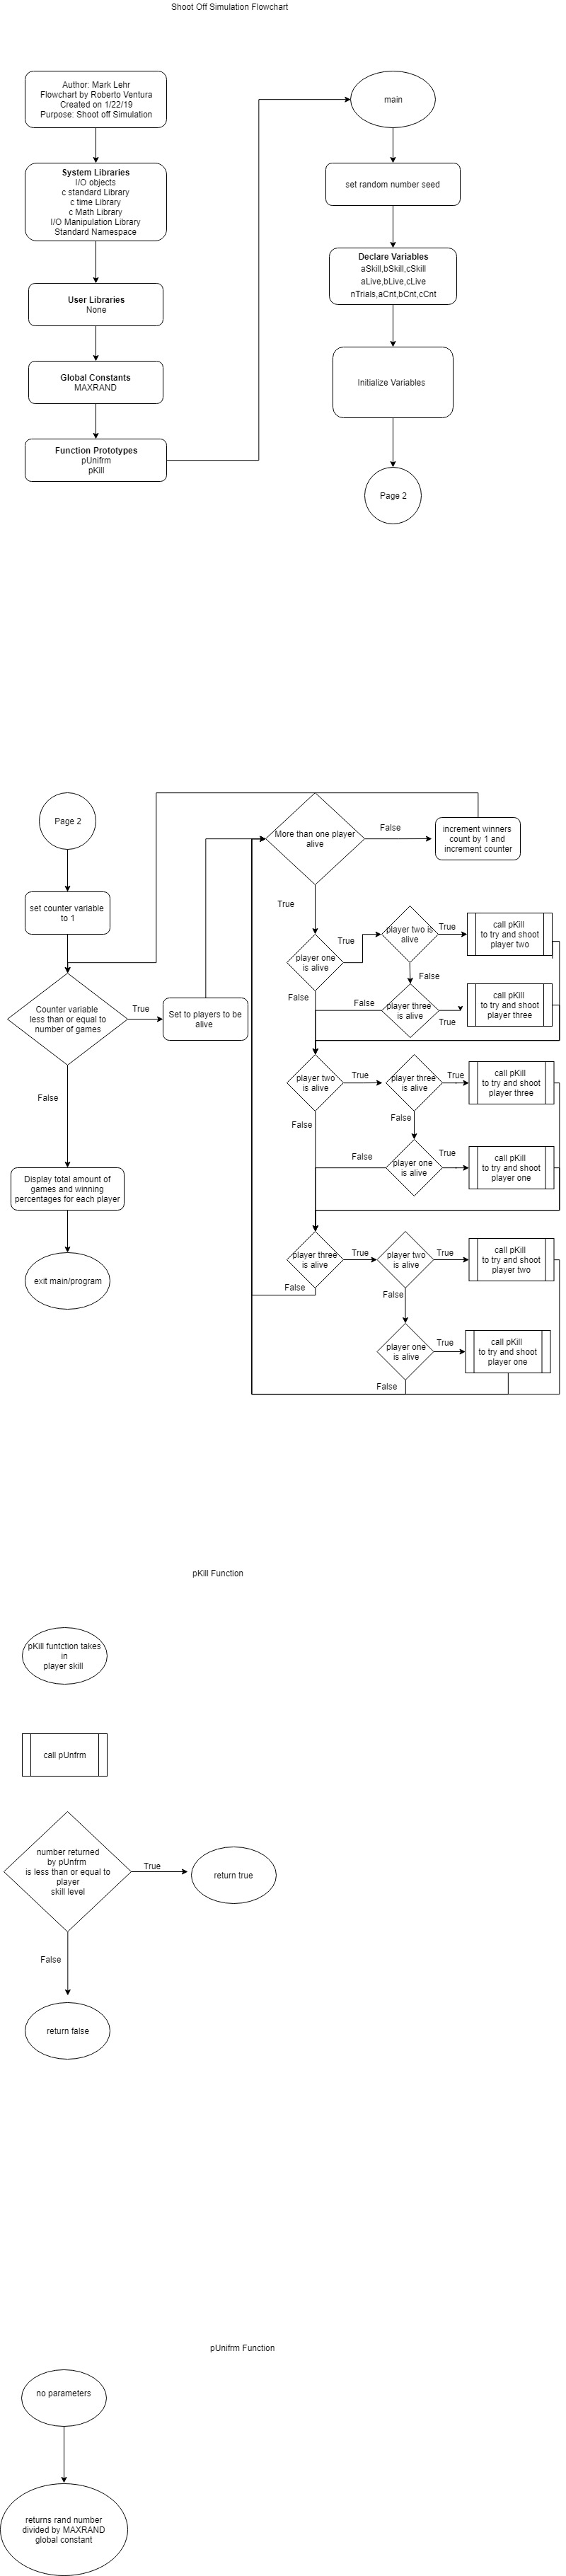 Shoot Off Simulation Flowchart
Author: Mark Lehr
Flowchart by Roberto Ventura
Created on 1/22/19
Purpose: Shoot off Simulation
System Libraries
I/O objects
c standard Library
c time Library
c Math Library
I/O Manipulation Library
Standard Namespace
User Libraries
None
Global Constants
MAXRAND
Function Prototypes
pUnifrm
pKill
main
set random number seed
Declare Variables
aSkill,bSkill,cSkill
aLive,bLive,cLive
nTrials,aCnt,bCnt,cCnt
Initialize Variables
Page 2
Page 2
set counter variable
to 1
Counter variable
less than or equal to
number of games
True
Set to players to be
alive
False
Display total amount of
games and winning
percentages for each player
exit main/program
More than one player
alive
False
increment winners
count by 1 and
increment counter
True
player one
is alive
True
player two is
alive
True
call pKill
to try and shoot
player two
False
False
player three
is alive
False
True
call pKill
to try and shoot
player three
player two
is alive
True
player three
is alive
True
call pKill
to try and shoot
player three
False
False
player one
is alive
False
True
call pKill
to try and shoot
player one
player three
is alive
True
player two
is alive
True
call pKill
to try and shoot
player two
False
False
player one
is alive
True
call pKill
to try and shoot
player one
False
pKill Function
pKill funtction takes
in
player skill
call pUnfrm
number returned
by pUnfrm
is less than or equal to
player
skill level
True
return true
False
return false
pUnifrm Function
no parameters
returns rand number
divided by MAXRAND
global constant